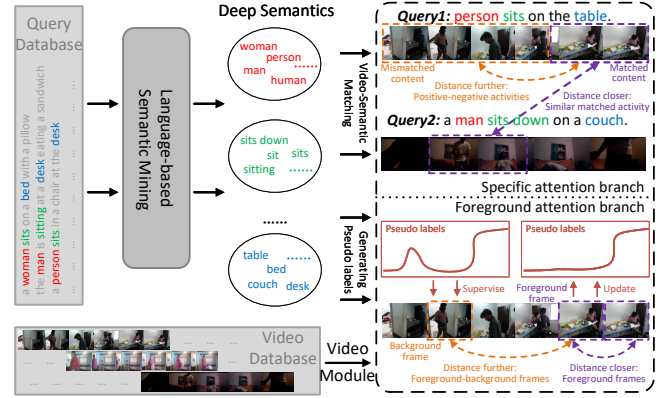 Query
Database
a woman sits on a bed with a pillow
the man is sitting at a desk eating a sandwich
a person sits in a chair at the desk
... ...
Language-based
Semantic Mining
Deep Semantics
woman
person
man ......
human
sits down
sit sits
sitting ......
......
table ......
bed
couch desk
Video-Semantic
Matching
Generating
Pseudo labels
Query1: person sits on the table.
Mismatched
content
Distance further:
Positive-negative activities
Matched
content
Distance closer:
Similar matched activity
Query2: a man sits down on a couch.
Specific attention branch
Foreground attention branch
Pseudo labels
Pseudo labels
Supervise
Foreground
frame
Update
Background
frame
Distance further:
Foreground-background frames
Distance closer:
Foreground frames
... ... Video
... ... Database
... ... ...
Video
Module